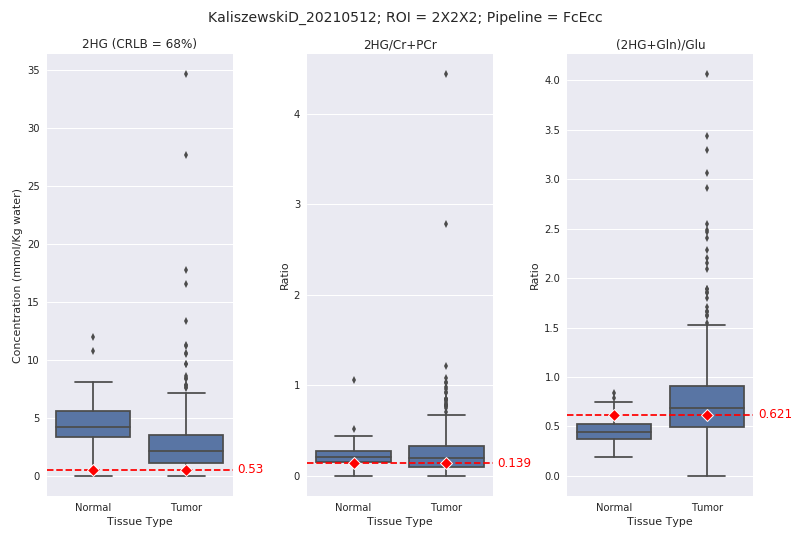 KaliszewskiD_20210512; ROI = 2X2X2; Pipeline = FcEcc
2HG (CRLB = 68%)
Concentration (mmol/Kg water)
35
30
25
20
15
10
5
0
0.53
Normal
Tumor
Tissue Type
2HG/Cr+PCr
Ratio
4
3
2
1
0
0.139
Normal
Tumor
Tissue Type
(2HG+Gln)/Glu
Ratio
4.0
3.5
3.0
2.5
2.0
1.5
1.0
0.5
0.0
0.621
Normal
Tumor
Tissue Type